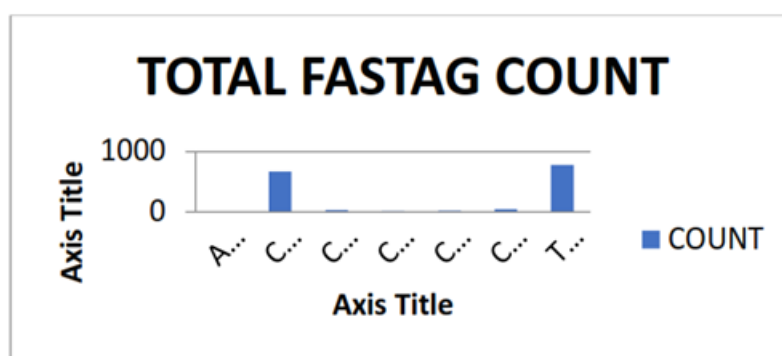 TOTAL FASTAG COUNT
Axis Title
1000
0
A...
C...
C...
C...
C...
C...
T...
Axis Title
COUNT